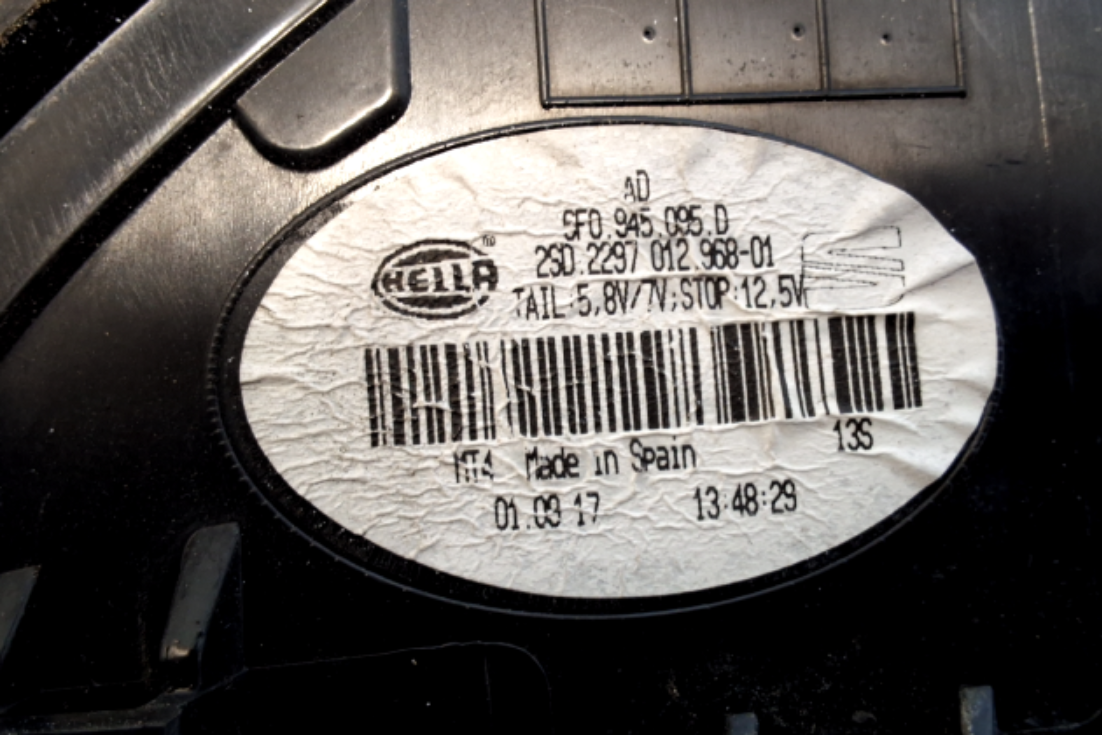 AD
5F0.945.095.D
2SD.2297 012.968-01
HELLA
TAIL:5,8V/7V;STOP:12,5V
13S
MT4 Made in Spain
01.09.17 13:48:29